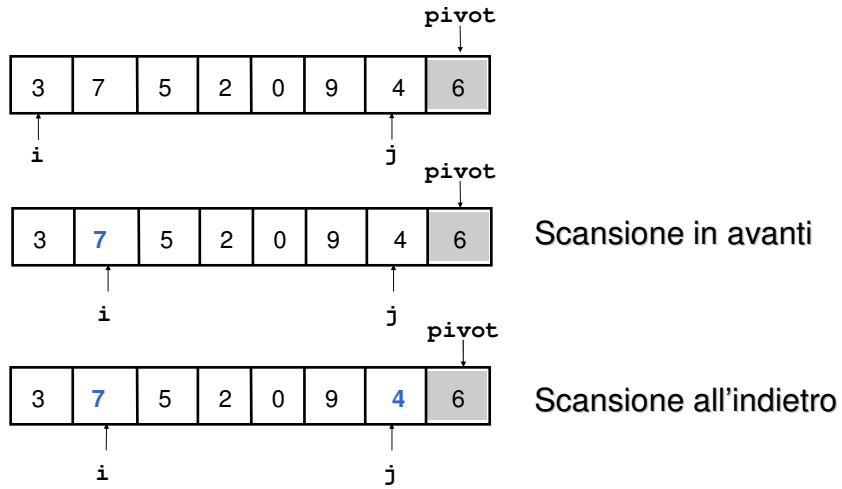 pivot
3 7 5 2 0 9 4 6
i j
pivot
3 7 5 2 0 9 4 6 Scansione in avanti
i j
pivot
3 7 5 2 0 9 4 6 Scansione all'indietro
i j